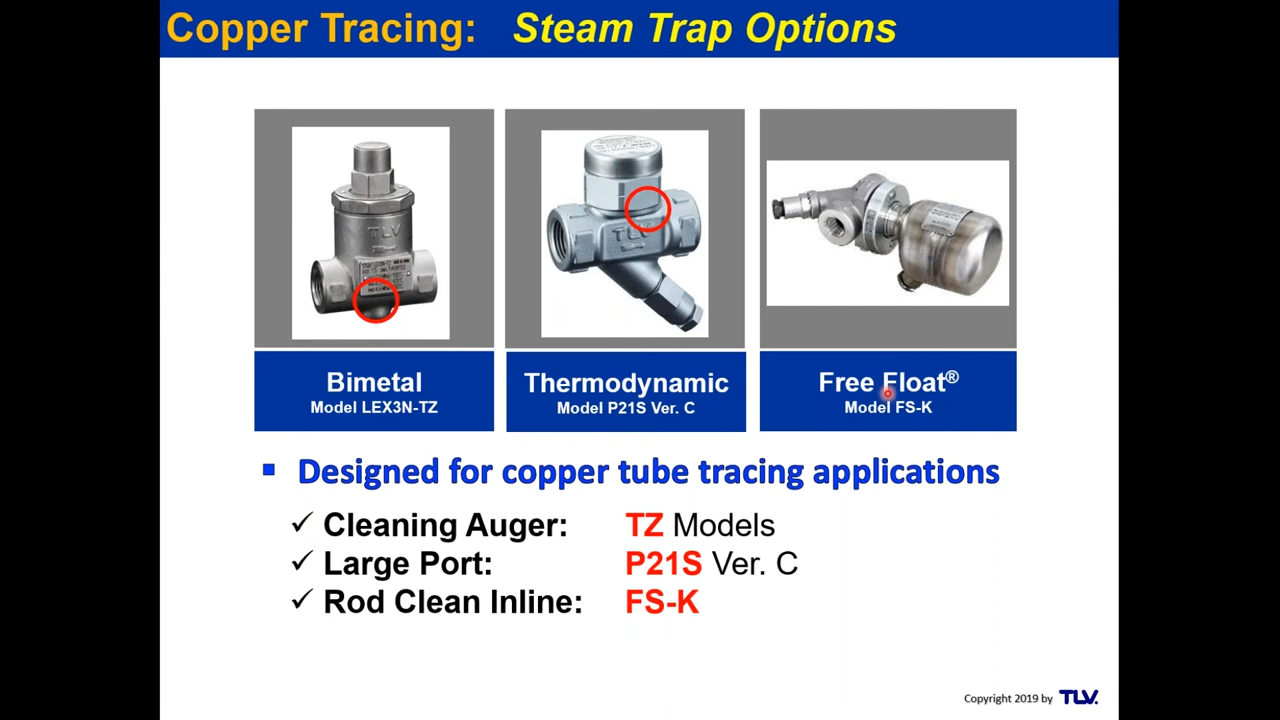 Copper Tracing: Steam Trap Options
TLV
TLV
Bimetal
Model LEX3N-TZ
Thermodynamic
Model P21S Ver. C
Free Float®
Model FS-K
▪ Designed for copper tube tracing applications
✓ Cleaning Auger: TZ Models
✓ Large Port: P21S Ver. C
✓ Rod Clean Inline: FS-K
Copyright 2019 by TLV.